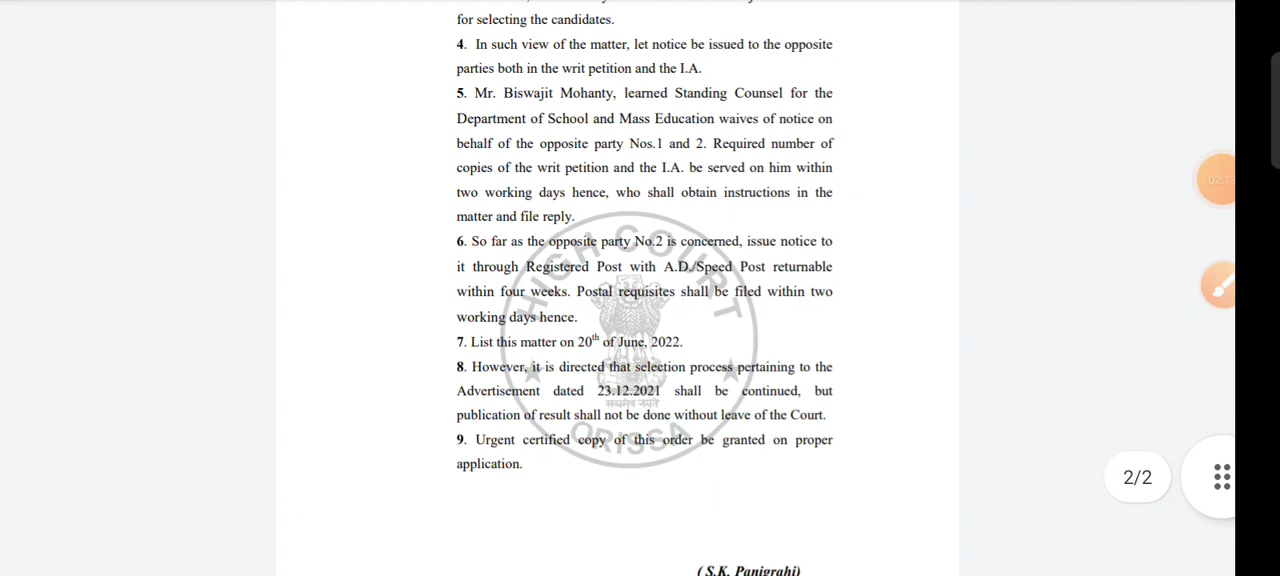 for selecting the candidates.
4. In such view of the matter, let notice be issued to the opposite
parties both in the writ petition and the I.A.
5. Mr. Biswajit Mohanty, learned Standing Counsel for the
Department of School and Mass Education waives of notice on
behalf of the opposite party Nos.1 and 2. Required number of
copies of the writ petition and the I.A. be served on him within
two working days hence, who shall obtain instructions in the
matter and file reply.
6. So far as the opposite party No.2 is concerned, issue notice to
it through Registered Post with A.D./Speed Post returnable
within four weeks. Postal requisites shall be filed within two
working days hence.
7. List this matter on 20th of June, 2022.
8. However, it is directed that selection process pertaining to the
Advertisement dated 23.12.2021 shall be continued, but
publication of result shall not be done without leave of the Court.
9. Urgent certified copy of this order be granted on proper
application.
HIGH COURT
सत्यमेव जयते
ORISSA
(S.K. Panigrahi)
02:13
2/2